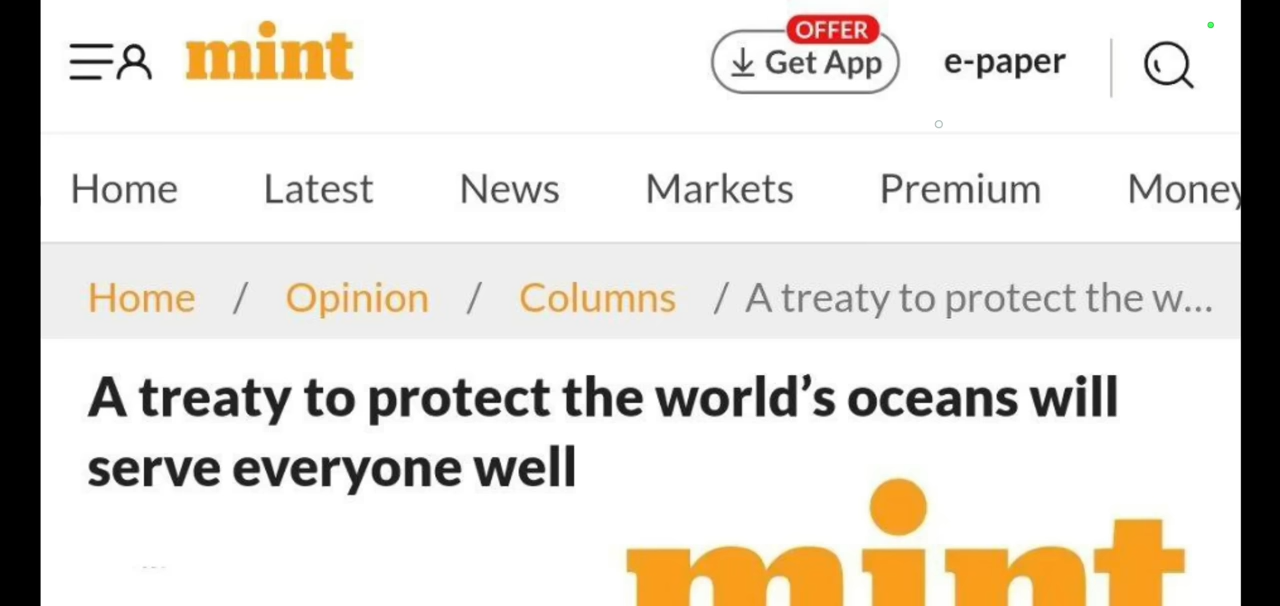 mint
OFFER
Get App
e-paper
Home Latest News Markets Premium Money
Home / Opinion / Columns / A treaty to protect the w...
A treaty to protect the world’s oceans will
serve everyone well
mint